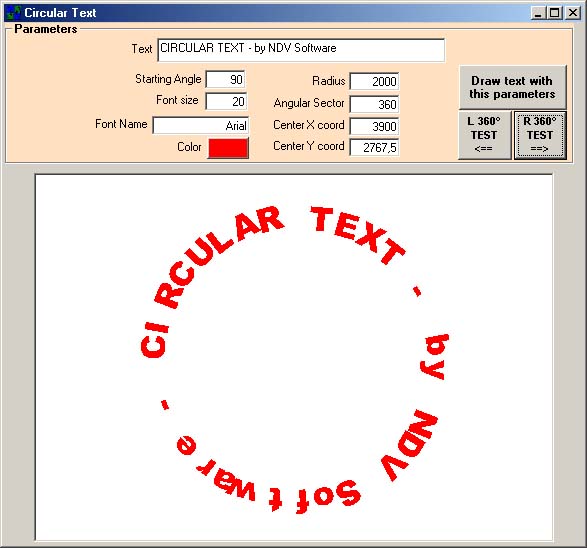 Circular Text
Parameters
Text CIRCULAR TEXT - by NDV Software
Starting Angle 90
Font size 20
Font Name Arial
Color
Radius 2000
Angular Sector 360
Center X coord 3900
Center Y coord 2767,5
Draw text with
this parameters
L 360°
TEST
<==
R 360°
TEST
==>
CIRCULAR TEXT - by NDV Software -